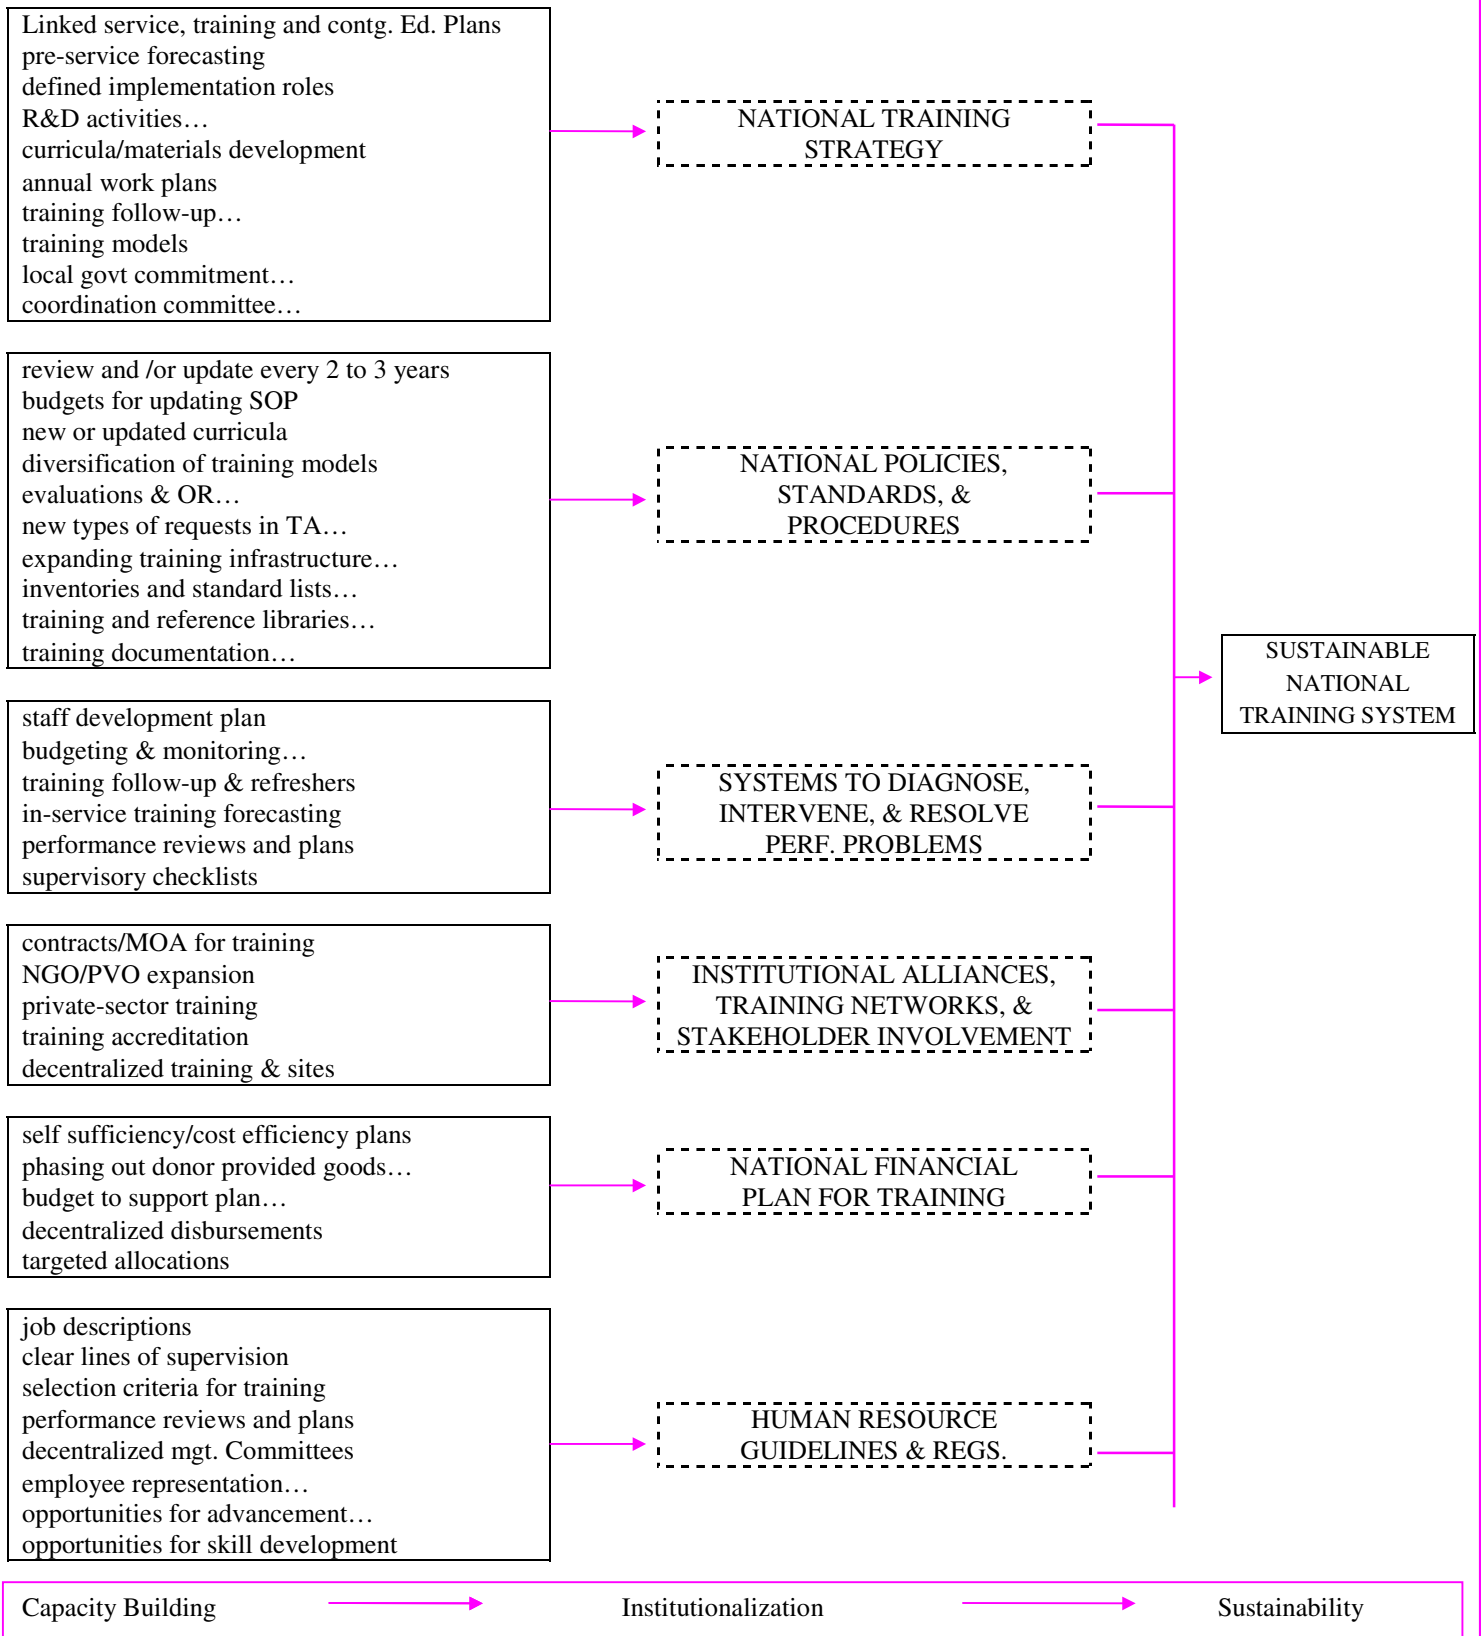 Linked service, training and contg. Ed. Plans
pre-service forecasting
defined implementation roles
R&D activities…
curricula/materials development
annual work plans
training follow-up…
training models
local govt commitment…
coordination committee…
NATIONAL TRAINING
STRATEGY
review and /or update every 2 to 3 years
budgets for updating SOP
new or updated curricula
diversification of training models
evaluations & OR…
new types of requests in TA…
expanding training infrastructure…
inventories and standard lists…
training and reference libraries…
training documentation…
NATIONAL POLICIES,
STANDARDS, &
PROCEDURES
staff development plan
budgeting & monitoring…
training follow-up & refreshers
in-service training forecasting
performance reviews and plans
supervisory checklists
SYSTEMS TO DIAGNOSE,
INTERVENE, & RESOLVE
PERF. PROBLEMS
contracts/MOA for training
NGO/PVO expansion
private-sector training
training accreditation
decentralized training & sites
INSTITUTIONAL ALLIANCES,
TRAINING NETWORKS, &
STAKEHOLDER INVOLVEMENT
self sufficiency/cost efficiency plans
phasing out donor provided goods…
budget to support plan…
decentralized disbursements
targeted allocations
NATIONAL FINANCIAL
PLAN FOR TRAINING
job descriptions
clear lines of supervision
selection criteria for training
performance reviews and plans
decentralized mgt. Committees
employee representation…
opportunities for advancement…
opportunities for skill development
HUMAN RESOURCE
GUIDELINES & REGS.
SUSTAINABLE
NATIONAL
TRAINING SYSTEM
Capacity Building Institutionalization Sustainability